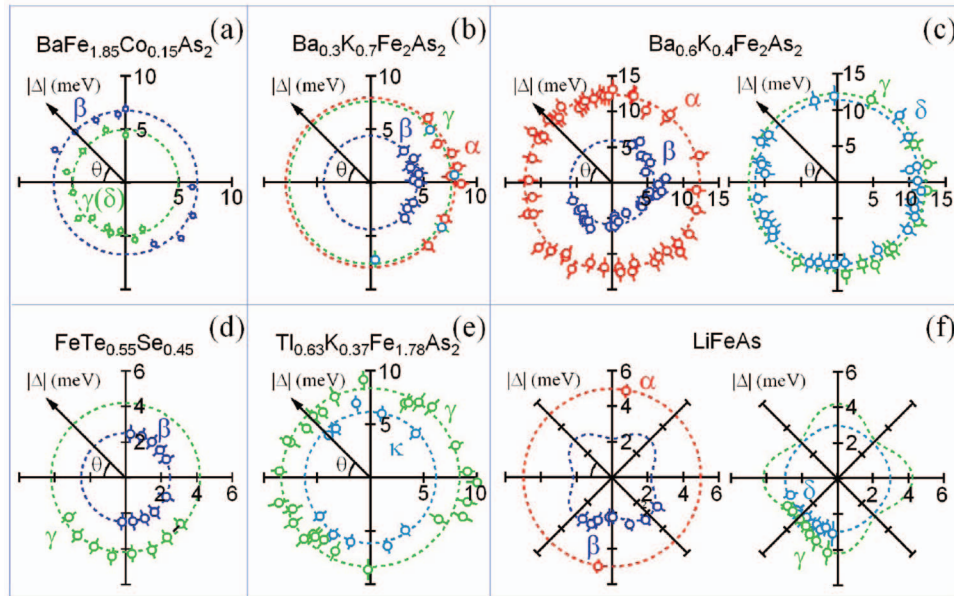 (a)
BaFe₁.₈₅Co₀.₁₅As₂
|Δ| (meV)
10
β
5
θ
5
10
γ(δ)
(b)
Ba₀.₃K₀.₇Fe₂As₂
|Δ| (meV)
10
5
β
γ
α
θ
5
10
(c)
Ba₀.₆K₀.₄Fe₂As₂
|Δ| (meV)
15
10
5
α
β
θ
5
10
15
|Δ| (meV)
15
10
5
γ
δ
θ
5
10
15
(d)
FeTe₀.₅₅Se₀.₄₅
|Δ| (meV)
6
4
2
β
θ
2
4
6
γ
(e)
Tl₀.₆₃K₀.₃₇Fe₁.₇₈As₂
|Δ| (meV)
10
5
γ
κ
θ
5
10
(f)
LiFeAs
|Δ| (meV)
6
4
2
α
θ
2
4
6
β
|Δ| (meV)
6
4
2
2
4
6
δ
γ